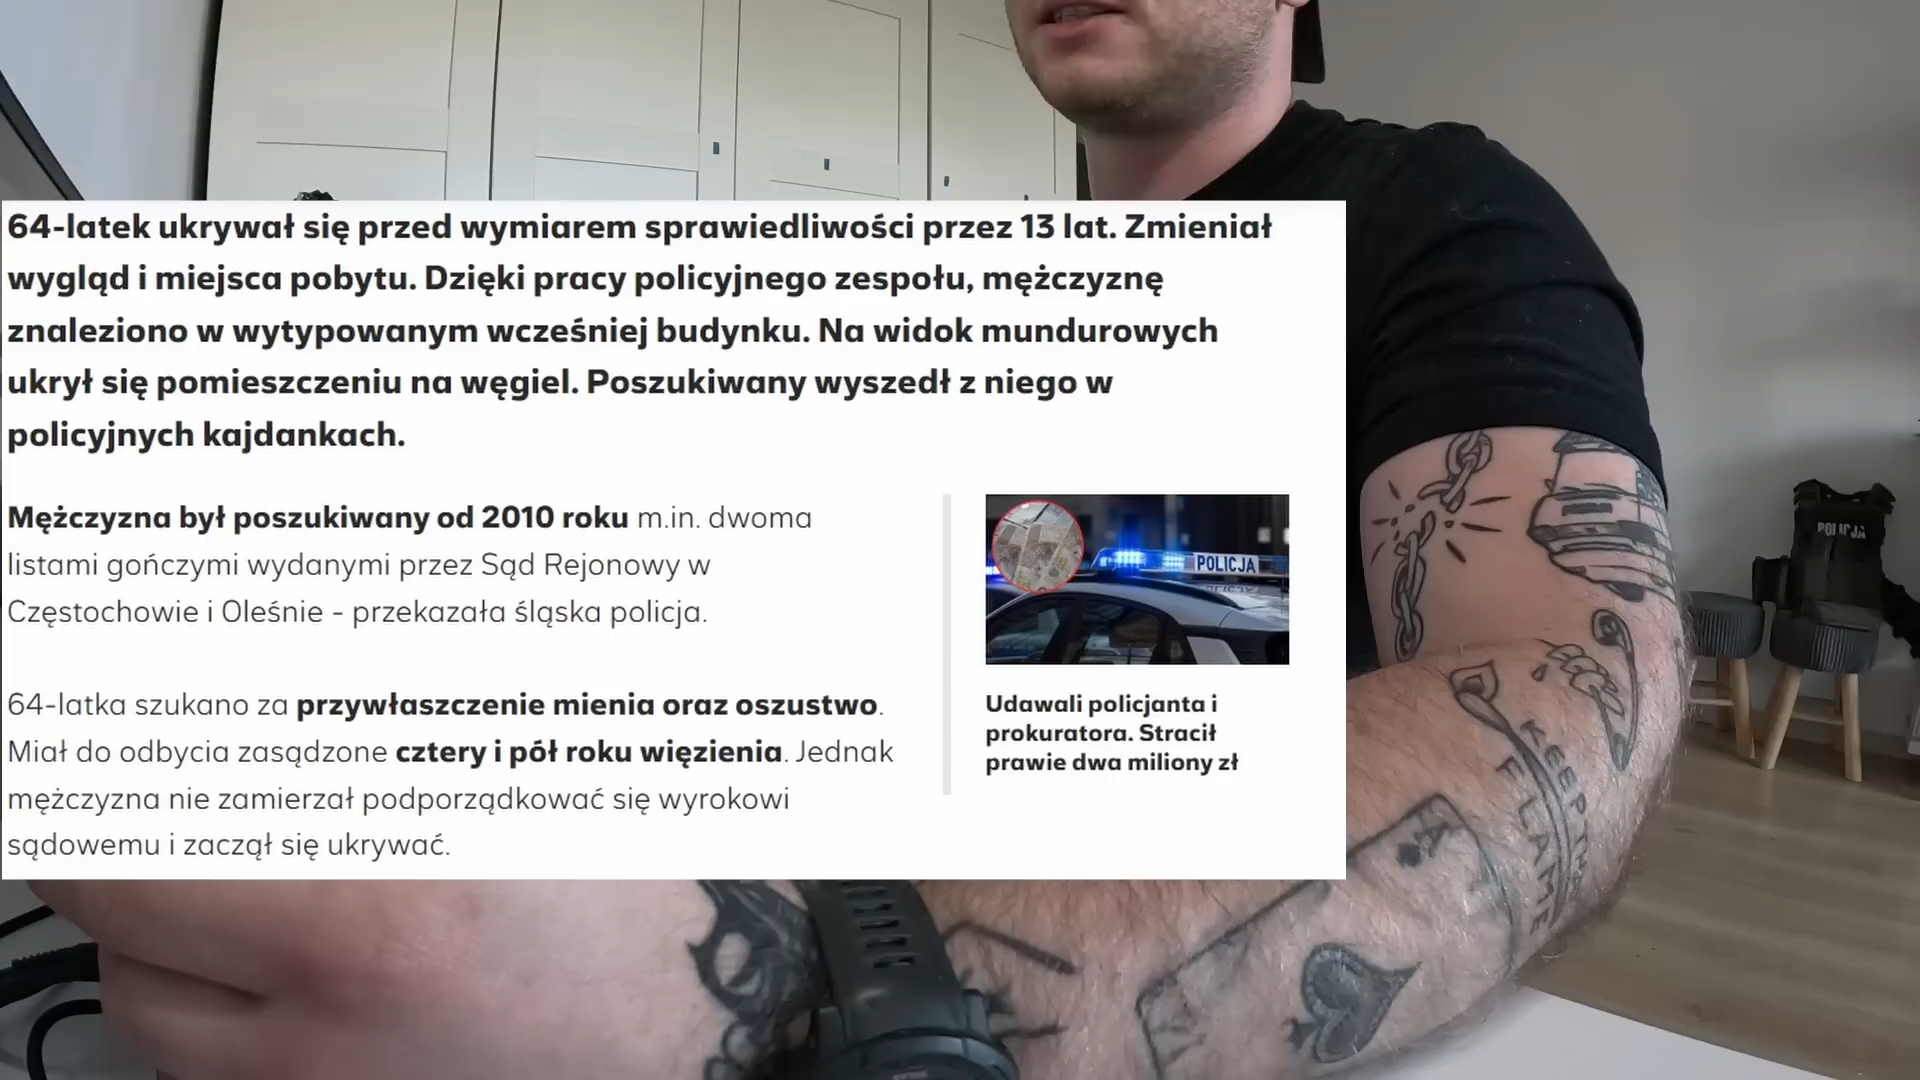 64-latek ukrywał się przed wymiarem sprawiedliwości przez 13 lat. Zmieniał
wygląd i miejsca pobytu. Dzięki pracy policyjnego zespołu, mężczyznę
znaleziono w wytypowanym wcześniej budynku. Na widok mundurowych
ukrył się pomieszczeniu na węgiel. Poszukiwany wyszedł z niego w
policyjnych kajdankach.
Mężczyzna był poszukiwany od 2010 roku m.in. dwoma
listami gończymi wydanymi przez Sąd Rejonowy w
Częstochowie i Oleśnie - przekazała śląska policja.
64-latka szukano za przywłaszczenie mienia oraz oszustwo.
Miał do odbycia zasądzone cztery i pół roku więzienia. Jednak
mężczyzna nie zamierzał podporządkować się wyrokowi
sądowemu i zaczął się ukrywać.
POLICJA
Udawali policjanta i
prokuratora. Stracił
prawie dwa miliony zł
POLICJA
KEEP
FLAME
A